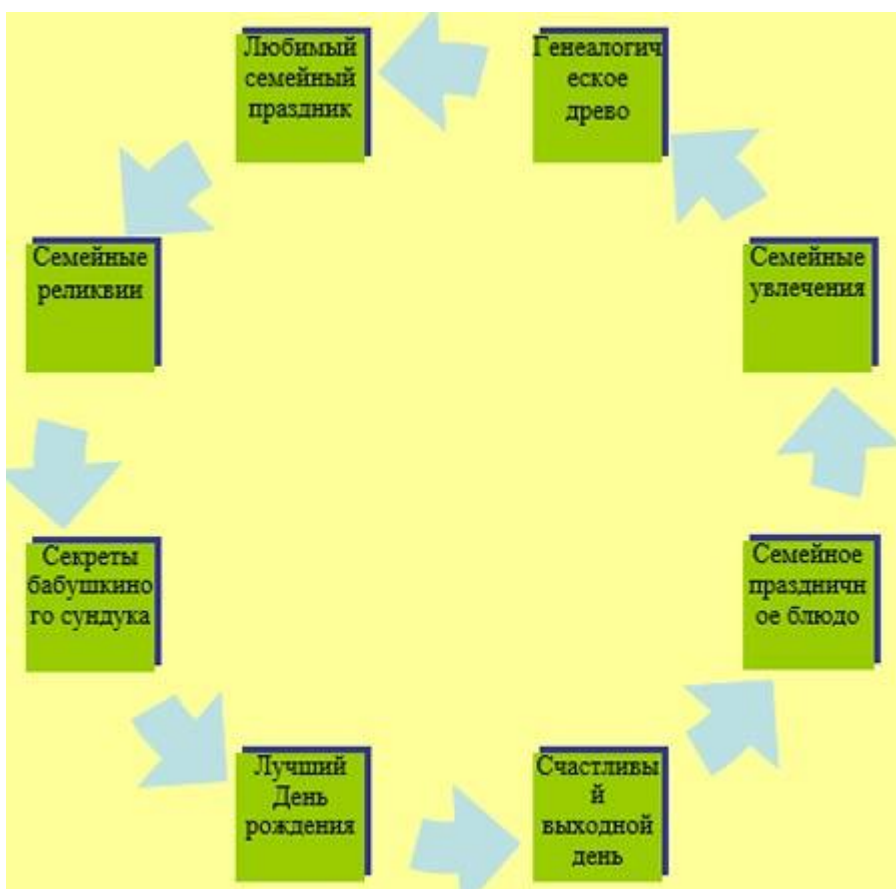 Любимый
семейный
праздник
Генеалогич
еское
древо
Семейные
реликвии
Семейные
увлечения
Секреты
бабушкино
го сундука
Семейное
праздничн
ое блюдо
Лучший
День
рождения
Счастливы
й
выходной
день